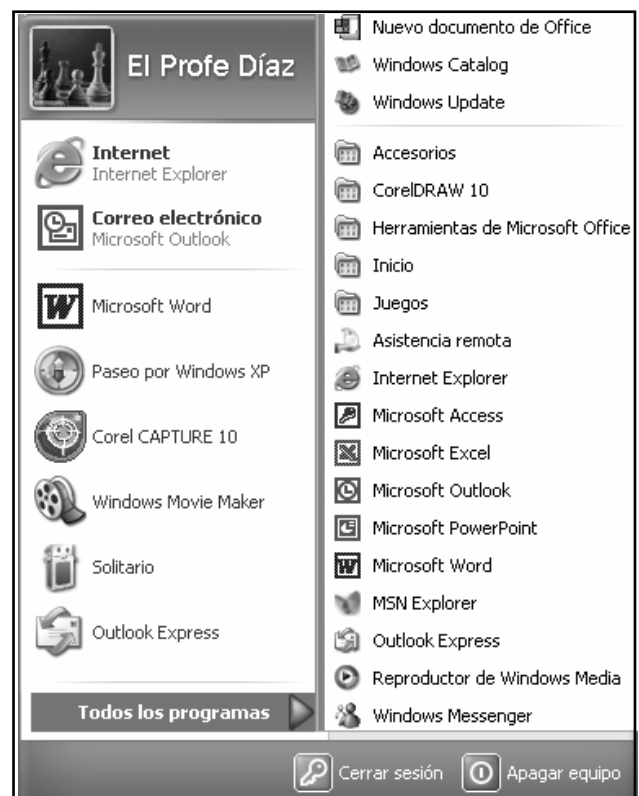 El Profe Díaz
Internet
Internet Explorer
Correo electrónico
Microsoft Outlook
Microsoft Word
Paseo por Windows XP
Corel CAPTURE 10
Windows Movie Maker
Solitario
Outlook Express
Todos los programas
Nuevo documento de Office
Windows Catalog
Windows Update
Accesorios
CorelDRAW 10
Herramientas de Microsoft Office
Inicio
Juegos
Asistencia remota
Internet Explorer
Microsoft Access
Microsoft Excel
Microsoft Outlook
Microsoft PowerPoint
Microsoft Word
MSN Explorer
Outlook Express
Reproductor de Windows Media
Windows Messenger
Cerrar sesión Apagar equipo